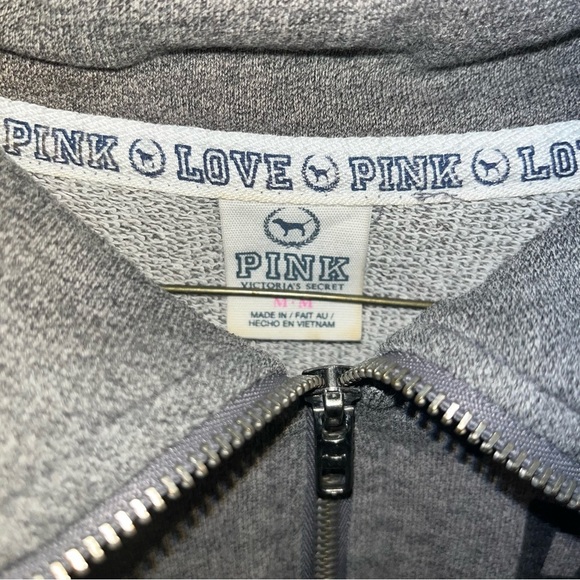 PINK LOVE PINK LO
PINK
VICTORIA'S SECRET
M · M
MADE IN / FAIT AU /
HECHO EN VIETNAM